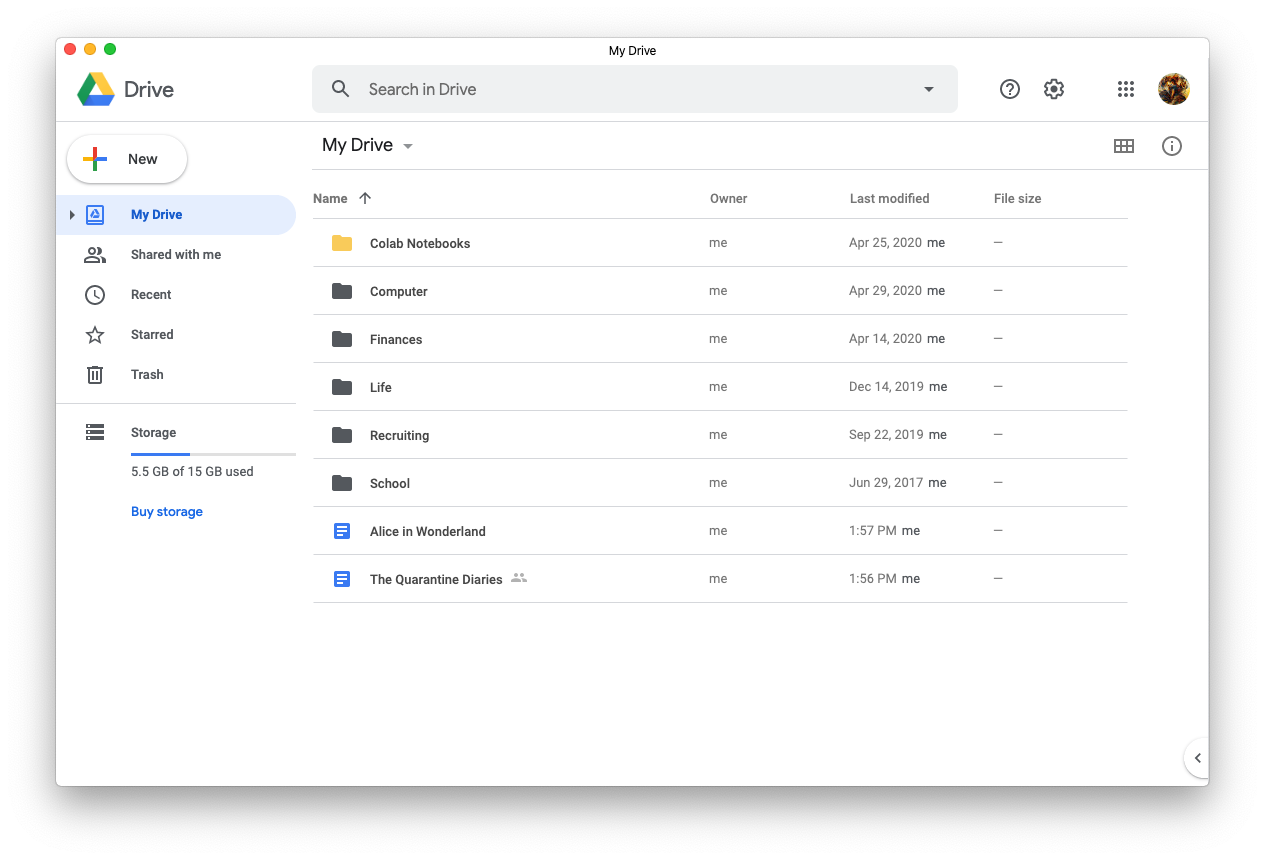 My Drive
Drive
Search in Drive
New
My Drive
My Drive
Shared with me
Recent
Starred
Trash
Storage
5.5 GB of 15 GB used
Buy storage
Name Owner Last modified File size
Colab Notebooks me Apr 25, 2020 me —
Computer me Apr 29, 2020 me —
Finances me Apr 14, 2020 me —
Life me Dec 14, 2019 me —
Recruiting me Sep 22, 2019 me —
School me Jun 29, 2017 me —
Alice in Wonderland me 1:57 PM me —
The Quarantine Diaries me 1:56 PM me —